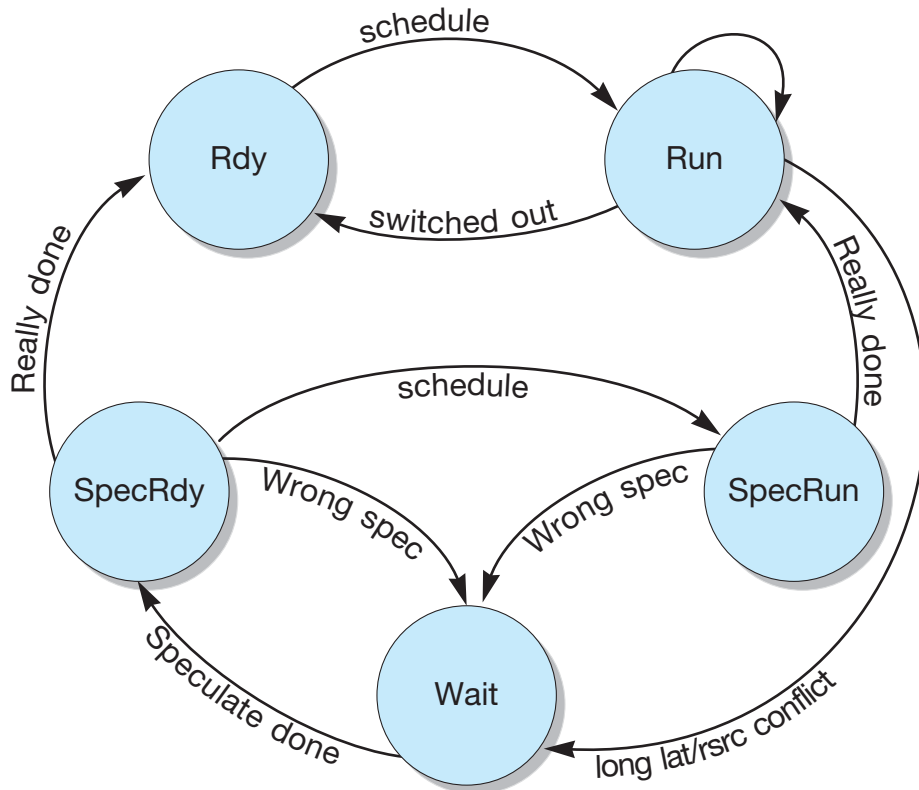 schedule
Rdy
Run
switched out
Really done
Really done
schedule
SpecRdy
SpecRun
Wrong spec
Wrong spec
Wait
Speculate done
long lat/rsrc conflict